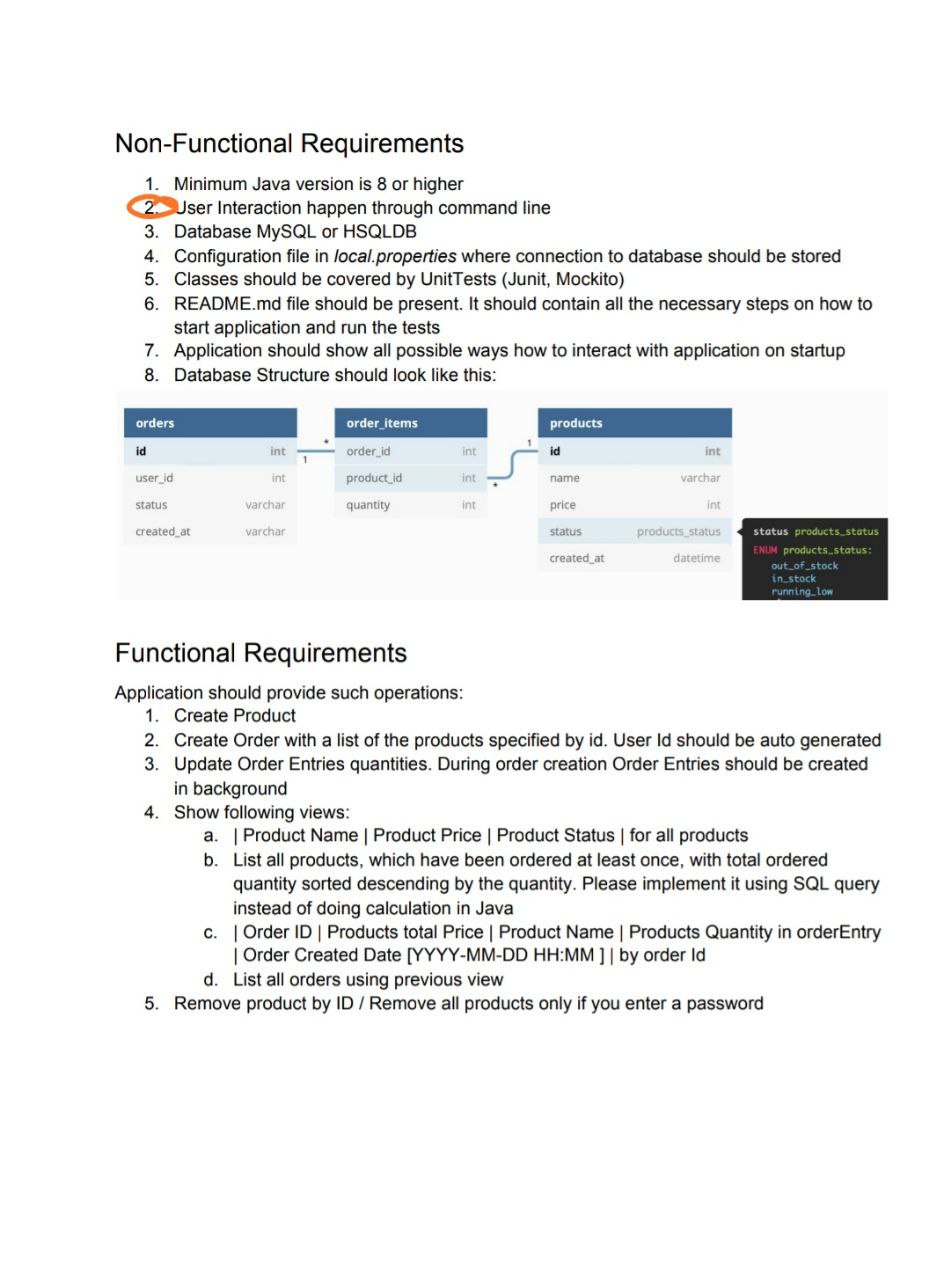 Non-Functional Requirements
1. Minimum Java version is 8 or higher
2. User Interaction happen through command line
3. Database MySQL or HSQLDB
4. Configuration file in local.properties where connection to database should be stored
5. Classes should be covered by UnitTests (Junit, Mockito)
6. README.md file should be present. It should contain all the necessary steps on how to
start application and run the tests
7. Application should show all possible ways how to interact with application on startup
8. Database Structure should look like this:
orders
id int
user_id int
status varchar
created_at varchar
1
*
order_items
order_id int
product_id int
quantity int
*
1
products
id int
name varchar
price int
status products_status
created_at datetime
status products_status
ENUM products_status:
out_of_stock
in_stock
running_low
Functional Requirements
Application should provide such operations:
1. Create Product
2. Create Order with a list of the products specified by id. User Id should be auto generated
3. Update Order Entries quantities. During order creation Order Entries should be created
in background
4. Show following views:
a. | Product Name | Product Price | Product Status | for all products
b. List all products, which have been ordered at least once, with total ordered
quantity sorted descending by the quantity. Please implement it using SQL query
instead of doing calculation in Java
c. | Order ID | Products total Price | Product Name | Products Quantity in orderEntry
| Order Created Date [YYYY-MM-DD HH:MM ] | by order Id
d. List all orders using previous view
5. Remove product by ID / Remove all products only if you enter a password